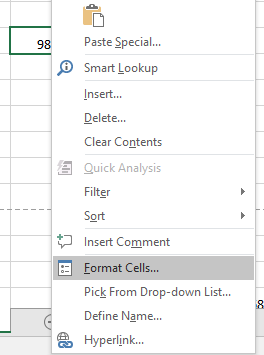 98
Paste Special...
Smart Lookup
Insert...
Delete...
Clear Contents
Quick Analysis
Filter
Sort
Insert Comment
Format Cells...
Pick From Drop-down List...
Define Name...
Hyperlink...